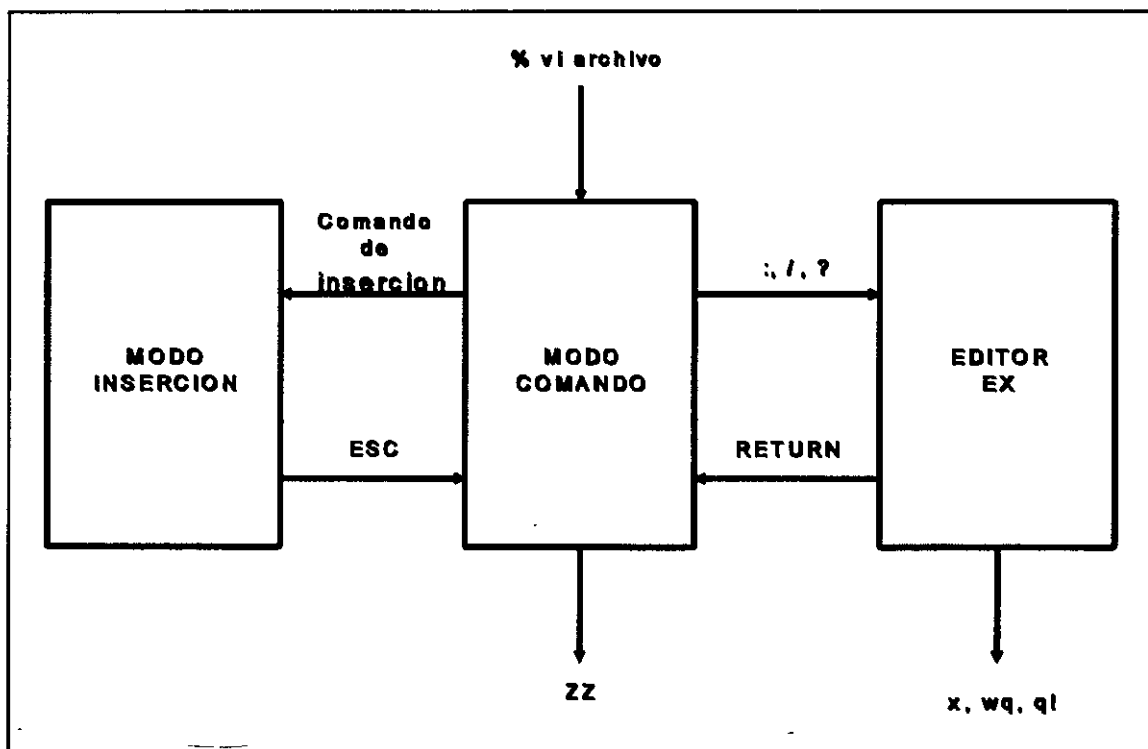 % vi archivo
Comando
de
insercion
:, /, ?
MODO
INSERCION
MODO
COMANDO
EDITOR
EX
ESC
RETURN
ZZ
x, wq, q!